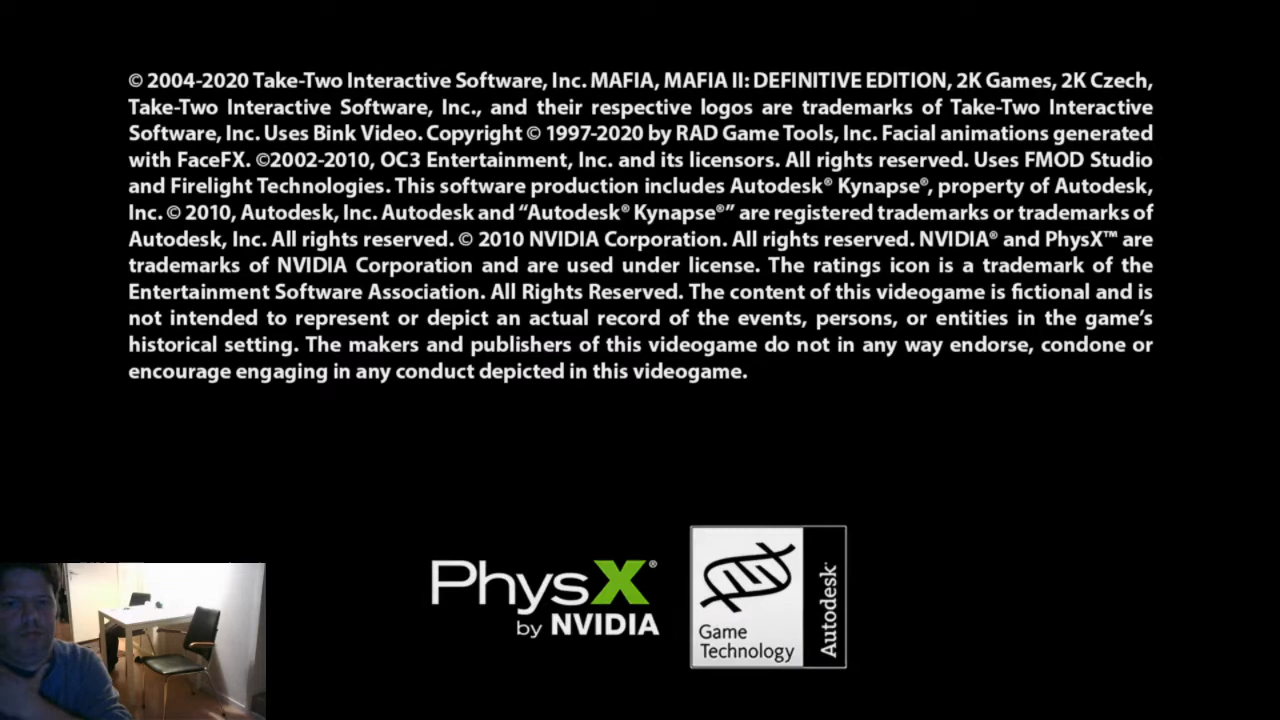 © 2004-2020 Take-Two Interactive Software, Inc. MAFIA, MAFIA II: DEFINITIVE EDITION, 2K Games, 2K Czech,
Take-Two Interactive Software, Inc., and their respective logos are trademarks of Take-Two Interactive
Software, Inc. Uses Bink Video. Copyright © 1997-2020 by RAD Game Tools, Inc. Facial animations generated
with FaceFX. ©2002-2010, OC3 Entertainment, Inc. and its licensors. All rights reserved. Uses FMOD Studio
and Firelight Technologies. This software production includes Autodesk® Kynapse®, property of Autodesk,
Inc. © 2010, Autodesk, Inc. Autodesk and “Autodesk® Kynapse®” are registered trademarks or trademarks of
Autodesk, Inc. All rights reserved. © 2010 NVIDIA Corporation. All rights reserved. NVIDIA® and PhysX™ are
trademarks of NVIDIA Corporation and are used under license. The ratings icon is a trademark of the
Entertainment Software Association. All Rights Reserved. The content of this videogame is fictional and is
not intended to represent or depict an actual record of the events, persons, or entities in the game's
historical setting. The makers and publishers of this videogame do not in any way endorse, condone or
encourage engaging in any conduct depicted in this videogame.
PhysX®
by NVIDIA
Game
Technology
Autodesk